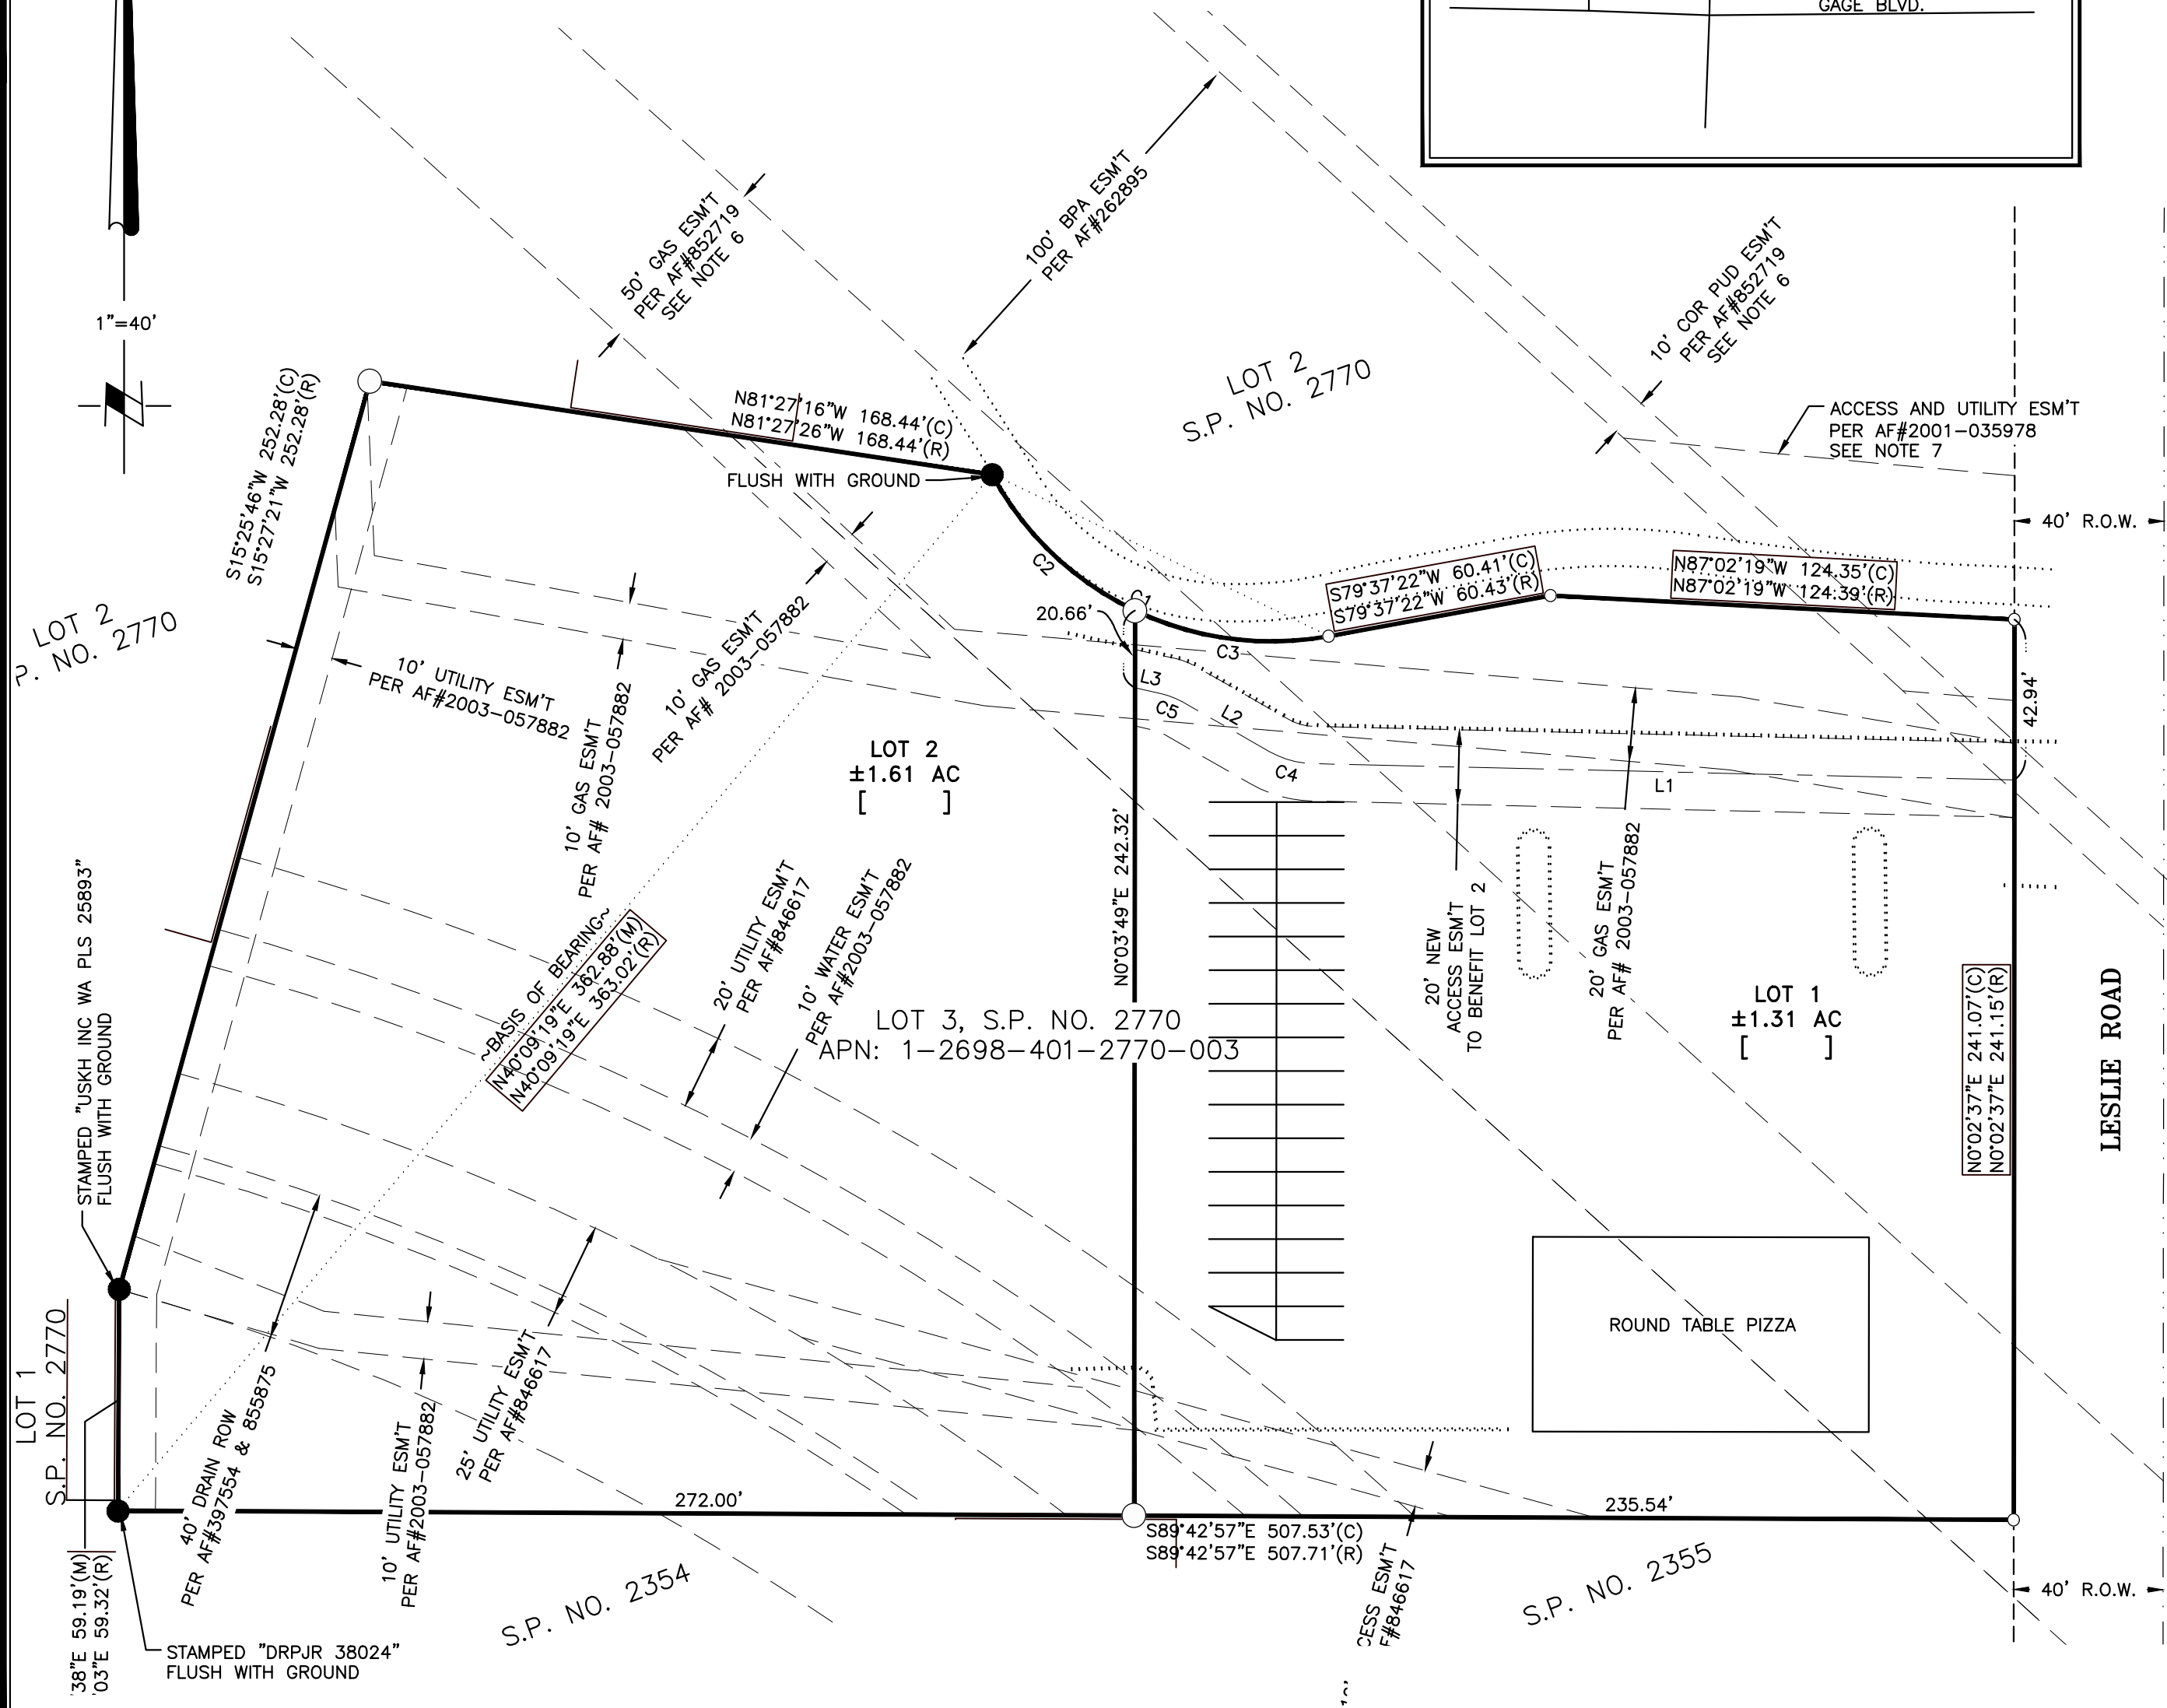 GAGE BLVD.
1"=40'
50' GAS ESM'T
PER AF#852719
SEE NOTE 6
100' BPA ESM'T
PER AF#262895
10' COR PUD ESM'T
PER AF#852719
SEE NOTE 6
LOT 2
S.P. NO. 2770
ACCESS AND UTILITY ESM'T
PER AF#2001-035978
SEE NOTE 7
S15°25'46"W 252.28'(C)
S15°27'21"W 252.28'(R)
N81°27'16"W 168.44'(C)
N81°27'26"W 168.44'(R)
FLUSH WITH GROUND
40' R.O.W.
C2
C1
20.66'
S79°37'22"W 60.41'(C)
S79°37'22"W 60.43'(R)
N87°02'19"W 124.35'(C)
N87°02'19"W 124.39'(R)
LOT 2
P. NO. 2770
10' UTILITY ESM'T
PER AF#2003-057882
10' GAS ESM'T
PER AF# 2003-057882
10' GAS ESM'T
PER AF# 2003-057882
C3
L3
C5
L2
C4
L1
42.94'
LOT 2
±1.61 AC
[ ]
N0°03'49"E 242.32'
20' NEW
ACCESS ESM'T
TO BENEFIT LOT 2
20' GAS ESM'T
PER AF# 2003-057882
STAMPED "USKH INC WA PLS 25893"
FLUSH WITH GROUND
~BASIS OF BEARING~
N40°09'19"E 362.88'(M)
N40°09'19"E 363.02'(R)
20' UTILITY ESM'T
PER AF#846617
10' WATER ESM'T
PER AF#2003-057882
LOT 3, S.P. NO. 2770
APN: 1-2698-401-2770-003
LOT 1
±1.31 AC
[ ]
N0°02'37"E 241.07'(C)
N0°02'37"E 241.15'(R)
LESLIE ROAD
ROUND TABLE PIZZA
LOT 1
S.P. NO. 2770
40' DRAIN ROW
PER AF#397554 & 855875
10' UTILITY ESM'T
PER AF#2003-057882
25' UTILITY ESM'T
PER AF#846617
272.00'
235.54'
S89°42'57"E 507.53'(C)
S89°42'57"E 507.71'(R)
CESS ESM'T
F#846617
38"E 59.19'(M)
'03"E 59.32'(R)
S.P. NO. 2354
S.P. NO. 2355
40' R.O.W.
STAMPED "DRPJR 38024"
FLUSH WITH GROUND